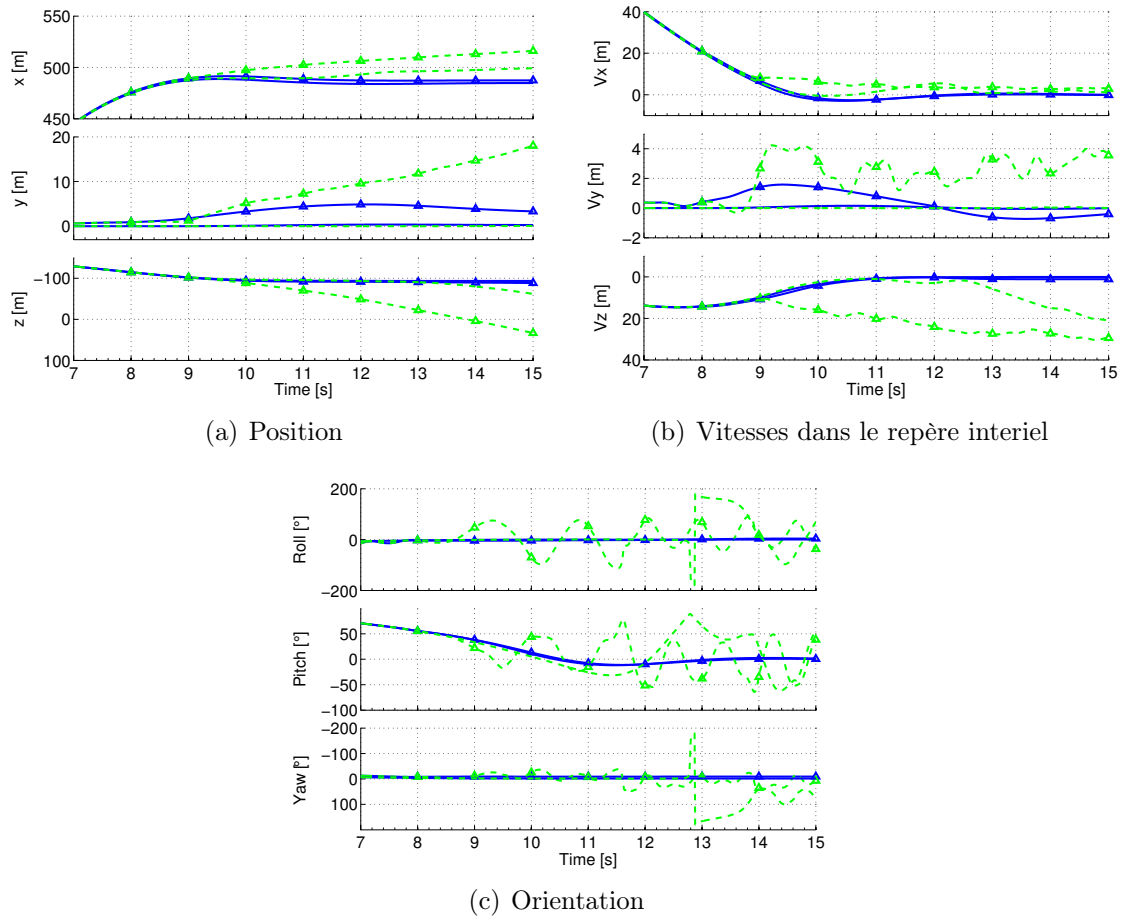 550
500
450
x [m]
20
10
0
y [m]
−100
0
100
z [m]
7 8 9 10 11 12 13 14 15
Time [s]
(a) Position
40
20
0
Vx [m]
4
2
0
−2
Vy [m]
0
20
40
Vz [m]
7 8 9 10 11 12 13 14 15
Time [s]
(b) Vitesses dans le repère interiel
200
0
−200
Roll [°]
50
0
−50
−100
Pitch [°]
−200
−100
0
100
Yaw [°]
7 8 9 10 11 12 13 14 15
Time [s]
(c) Orientation